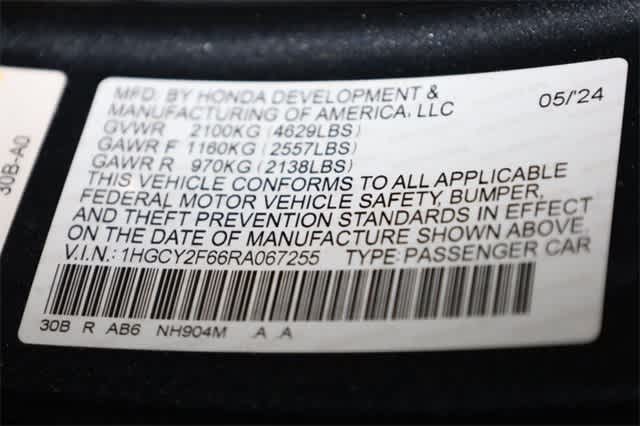 MFD. BY HONDA DEVELOPMENT &
MANUFACTURING OF AMERICA, LLC 05/'24
GVWR 2100KG (4629LBS)
GAWR F 1160KG (2557LBS)
GAWR R 970KG (2138LBS)
THIS VEHICLE CONFORMS TO ALL APPLICABLE
FEDERAL MOTOR VEHICLE SAFETY, BUMPER,
AND THEFT PREVENTION STANDARDS IN EFFECT
ON THE DATE OF MANUFACTURE SHOWN ABOVE.
V.I.N.: 1HGCY2F66RA067255 TYPE: PASSENGER CAR
30B R AB6 NH904M A A
30B-A0